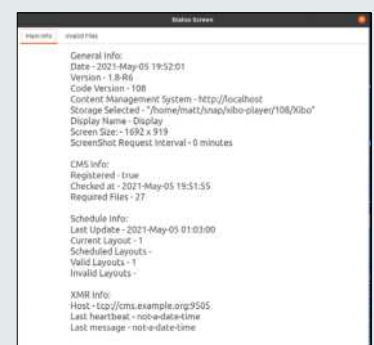 Status Screen
Main Info
Invalid Files
General Info:
Date - 2021-May-05 19:52:01
Version - 1.8-R6
Code Version - 108
Content Management System - http://localhost
Storage Selected - "/home/matt/snap/xibo-player/108/Xibo"
Display Name - Display
Screen Size: - 1692 x 919
ScreenShot Request Interval - 0 minutes
CMS Info:
Registered - true
Checked at - 2021-May-05 19:51:55
Required Files - 27
Schedule Info:
Last Update - 2021-May-05 01:03:00
Current Layout - 1
Scheduled Layouts -
Valid Layouts - 1
Invalid Layouts -
XMR Info:
Host - tcp://cms.example.org:9505
Last heartbeat - not-a-date-time
Last message - not-a-date-time